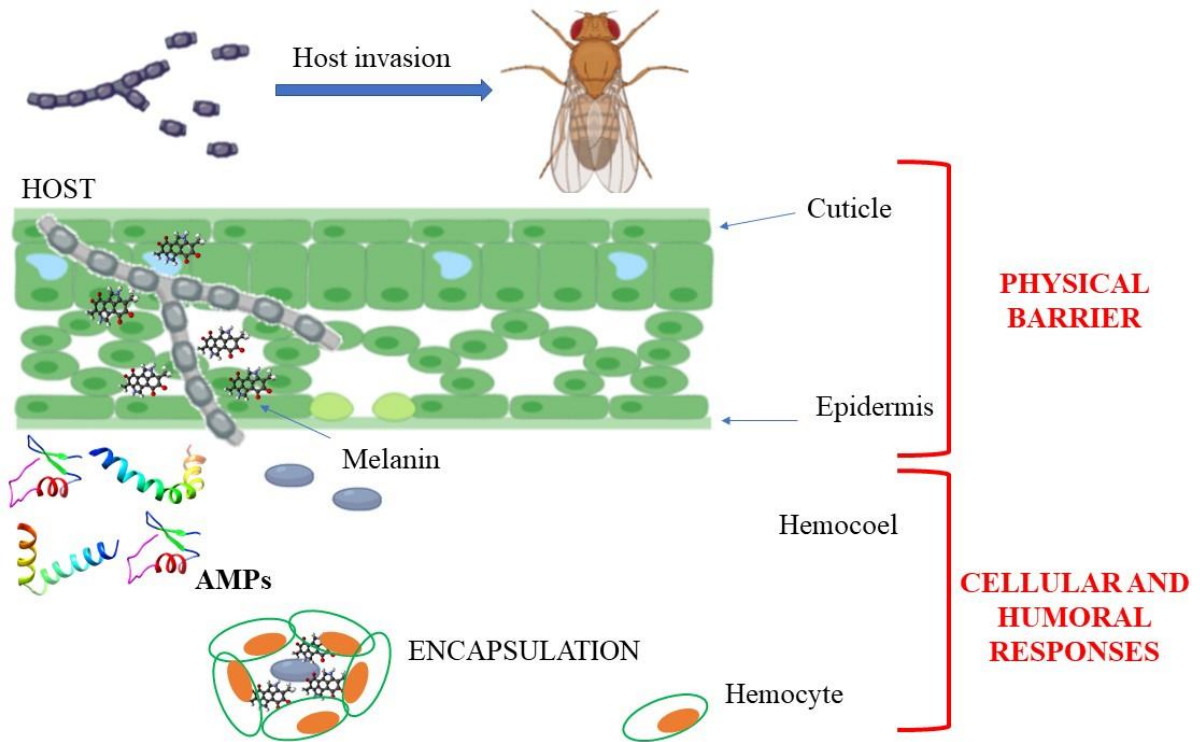 Host invasion
HOST
Cuticle
PHYSICAL
BARRIER
Epidermis
Melanin
Hemocoel
AMPs
CELLULAR AND
HUMORAL
RESPONSES
ENCAPSULATION
Hemocyte